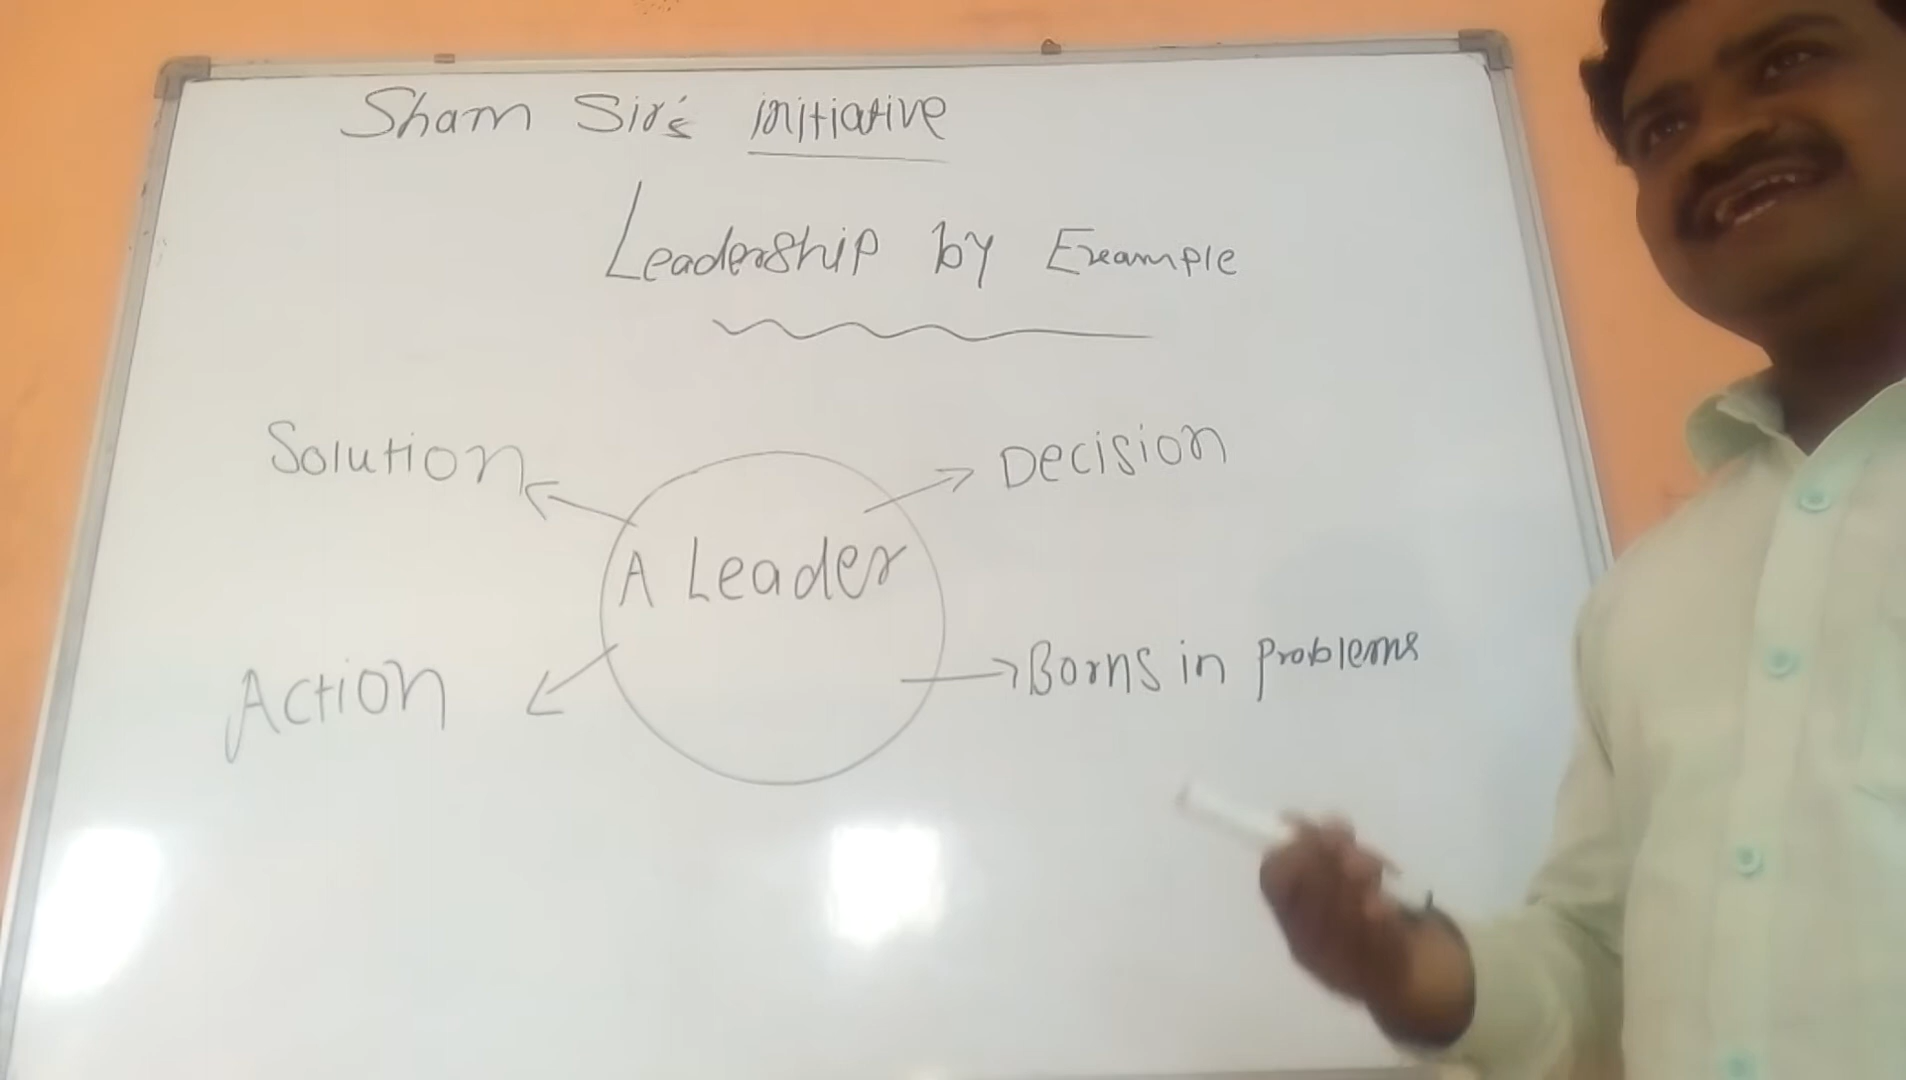 Sham Sir's initiative
Leadership by Example
Solution
Decision
A Leader
Action
Borns in problems